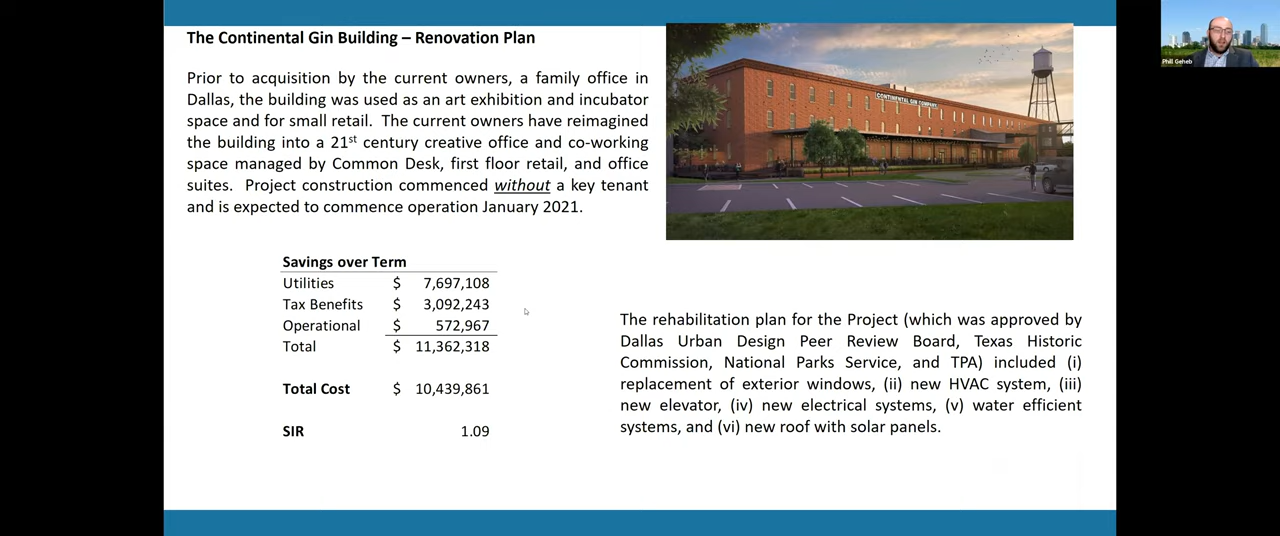 The Continental Gin Building – Renovation Plan
Prior to acquisition by the current owners, a family office in
Dallas, the building was used as an art exhibition and incubator
space and for small retail. The current owners have reimagined
the building into a 21st century creative office and co-working
space managed by Common Desk, first floor retail, and office
suites. Project construction commenced without a key tenant
and is expected to commence operation January 2021.
CONTINENTAL GIN COMPANY
Phil Geheb
Savings over Term
Utilities $ 7,697,108
Tax Benefits $ 3,092,243
Operational $ 572,967
Total $ 11,362,318
Total Cost $ 10,439,861
SIR 1.09
The rehabilitation plan for the Project (which was approved by
Dallas Urban Design Peer Review Board, Texas Historic
Commission, National Parks Service, and TPA) included (i)
replacement of exterior windows, (ii) new HVAC system, (iii)
new elevator, (iv) new electrical systems, (v) water efficient
systems, and (vi) new roof with solar panels.